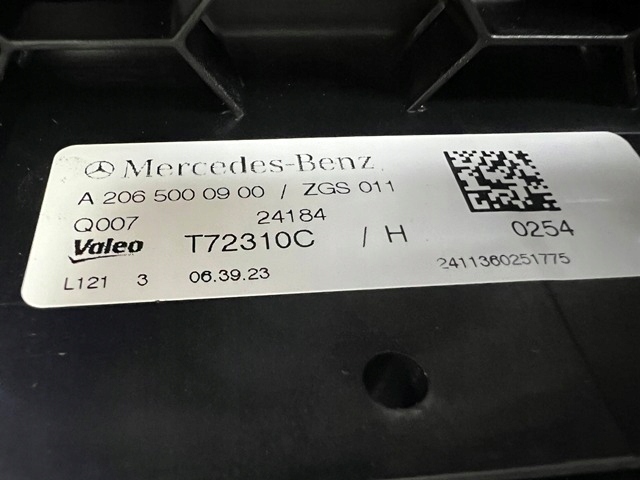 Mercedes-Benz
A 206 500 09 00 / ZGS 011
Q007 24184
Valeo T72310C / H 0254
L121 3 06.39.23 2411360251775